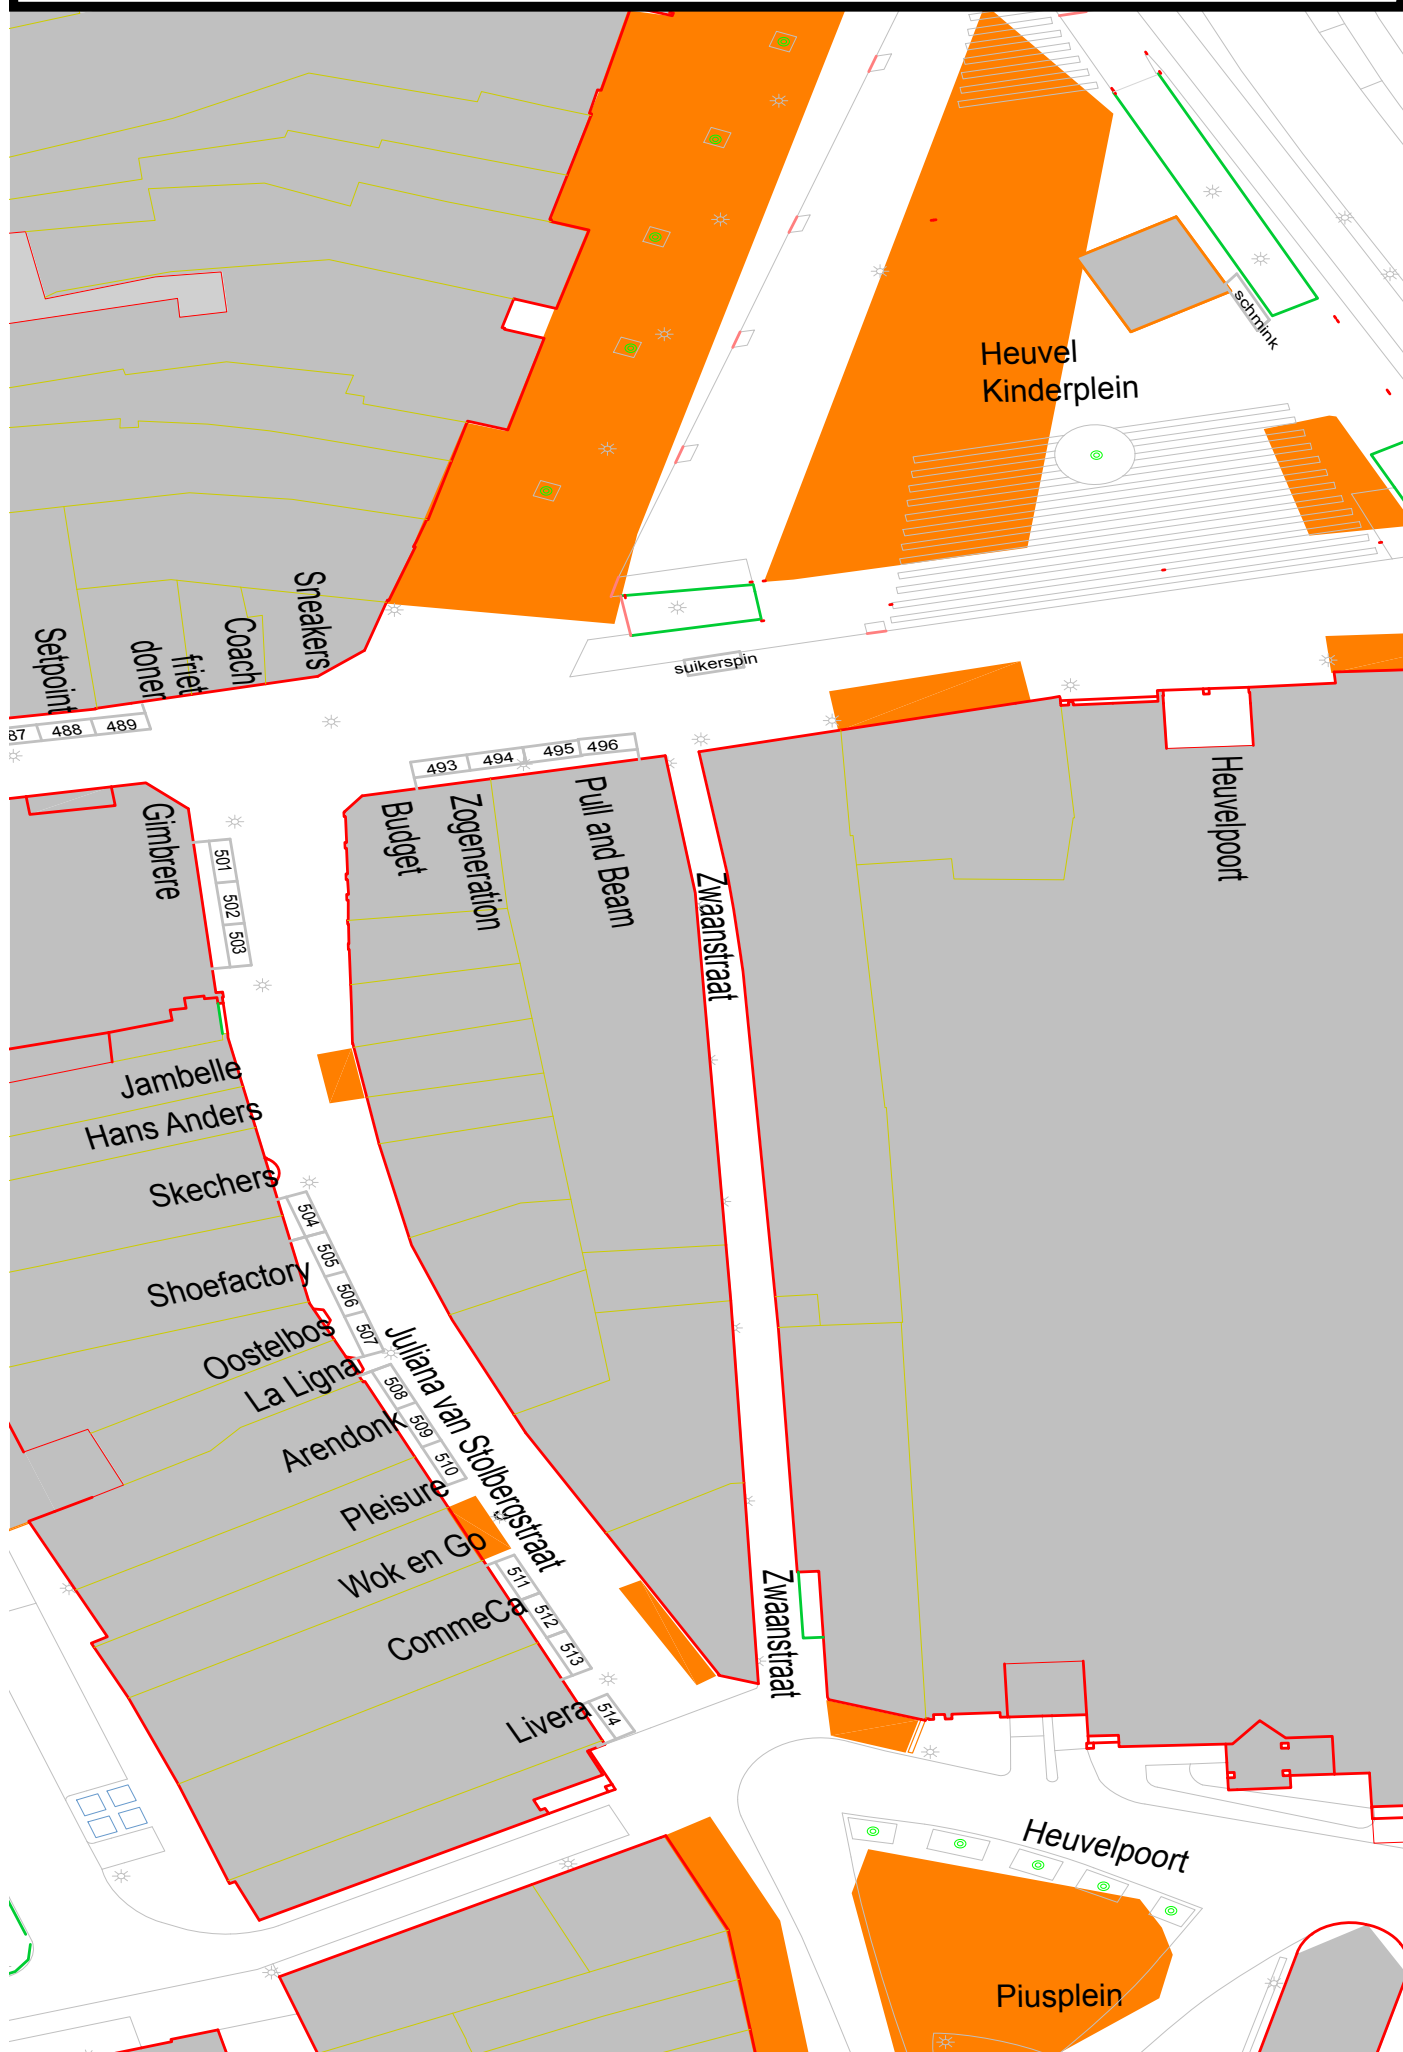 schmink
Heuvel
Kinderplein
Sneakers
Coach
friet
doner
Setpoint
suikerspin
87
488
489
493
494
495
496
Heuvelpoort
Gimbrere
Budget
Zogeneration
Pull and Beam
501
502
503
Zwaanstraat
Jambelle
Hans Anders
Skechers
504
505
Shoefactory
506
507
Oostelbos
La Ligna
Juliana van Stolbergstraat
508
509
510
Arendonk
Pleisure
Wok en Go
511
512
513
CommeCa
Zwaanstraat
Livera
514
Heuvelpoort
Piusplein